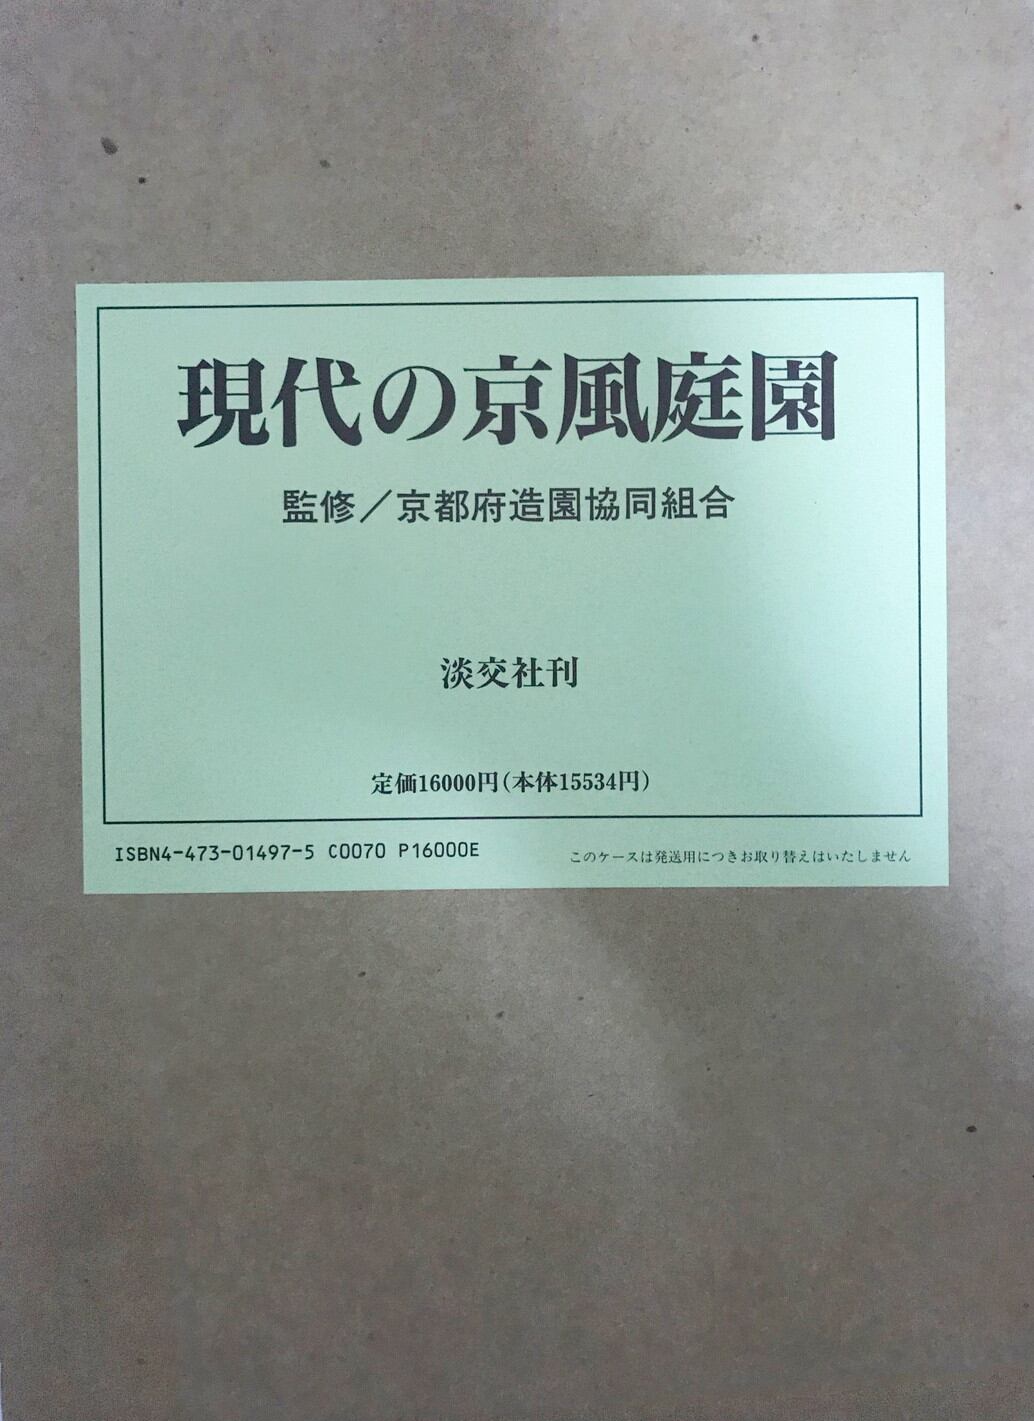 現代の京風庭園
監修／京都府造園協同組合
淡交社刊
定価16000円(本体15534円)
ISBN4-473-01497-5 C0070 P16000E
このケースは発送用につきお取り替えはいたしません